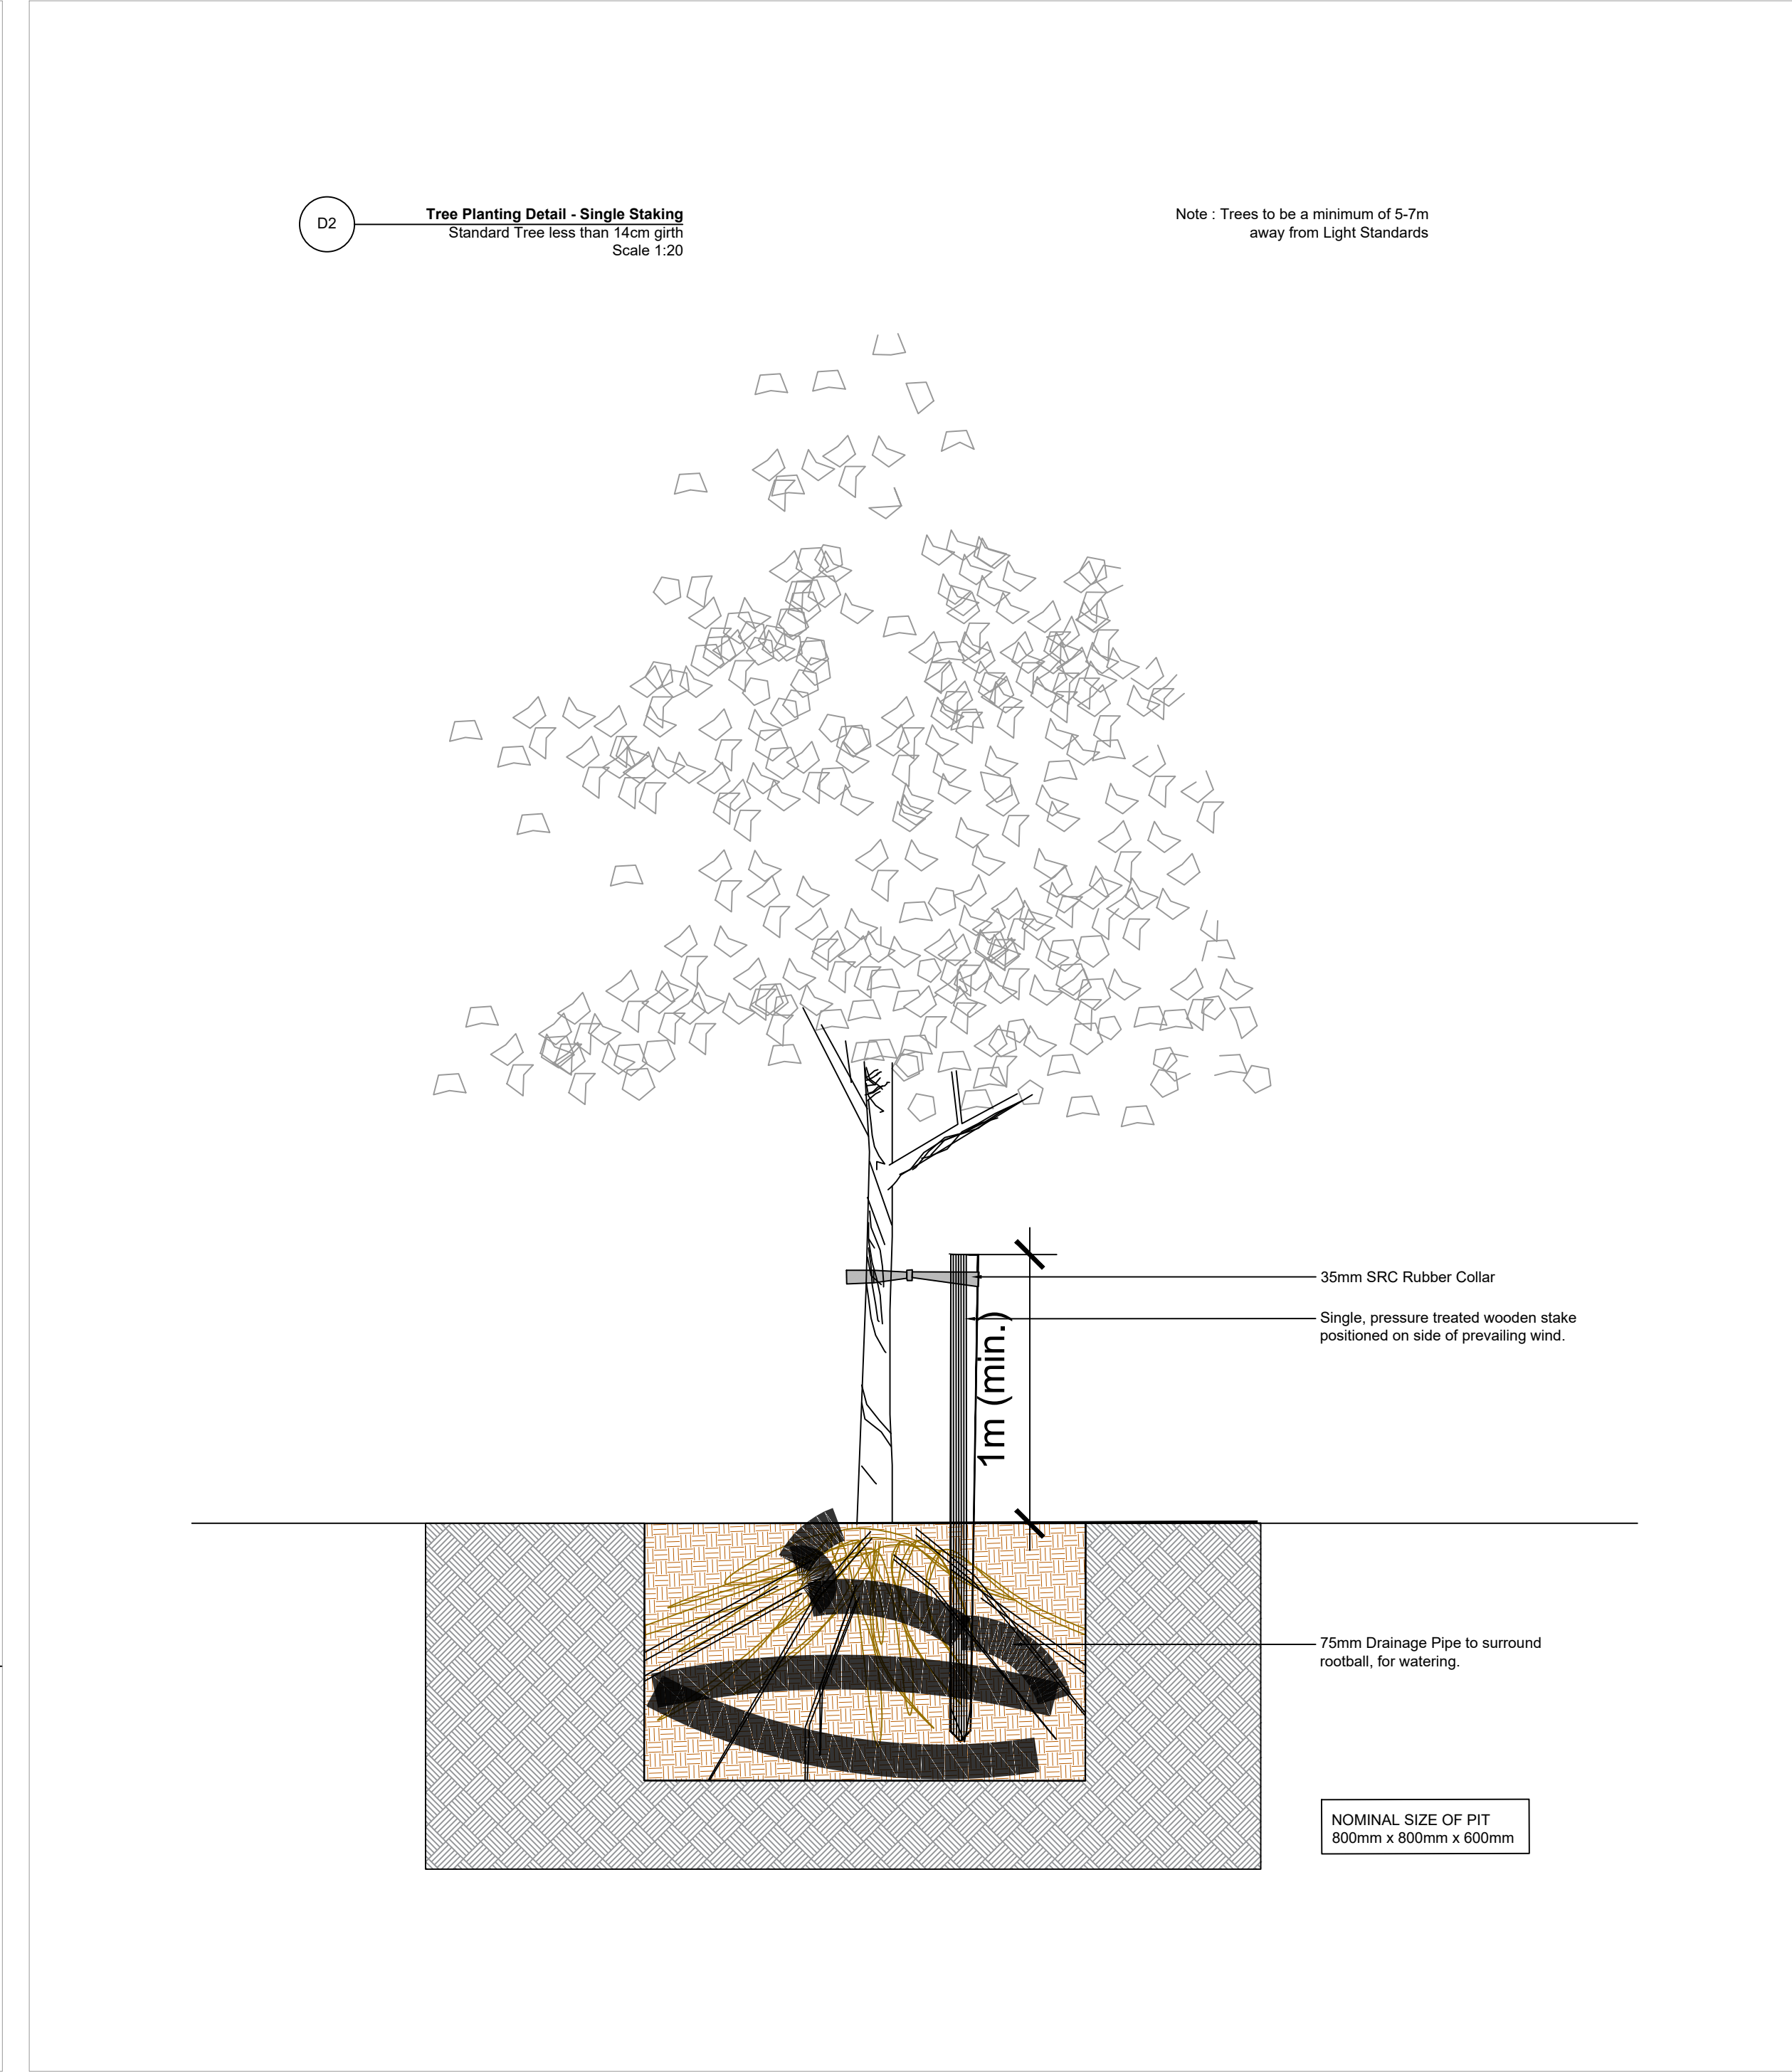 D2
Tree Planting Detail - Single Staking
Standard Tree less than 14cm girth
Scale 1:20
Note : Trees to be a minimum of 5-7m
away from Light Standards
35mm SRC Rubber Collar
Single, pressure treated wooden stake
positioned on side of prevailing wind.
1m (min.)
75mm Drainage Pipe to surround
rootball, for watering.
NOMINAL SIZE OF PIT
800mm x 800mm x 600mm